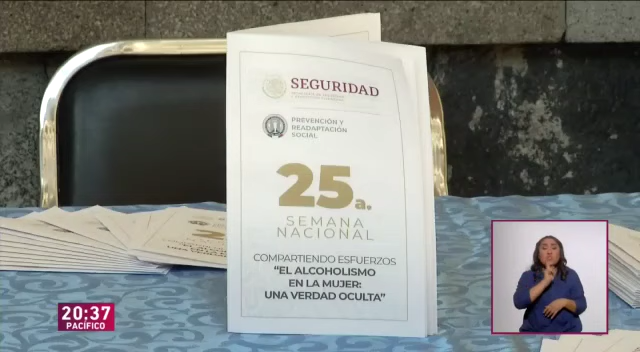 SEGURIDAD
PREVENCIÓN Y
READAPTACIÓN
SOCIAL
25a.
SEMANA
NACIONAL
COMPARTIENDO ESFUERZOS
"EL ALCOHOLISMO
EN LA MUJER:
UNA VERDAD OCULTA"
20:37
PACÍFICO